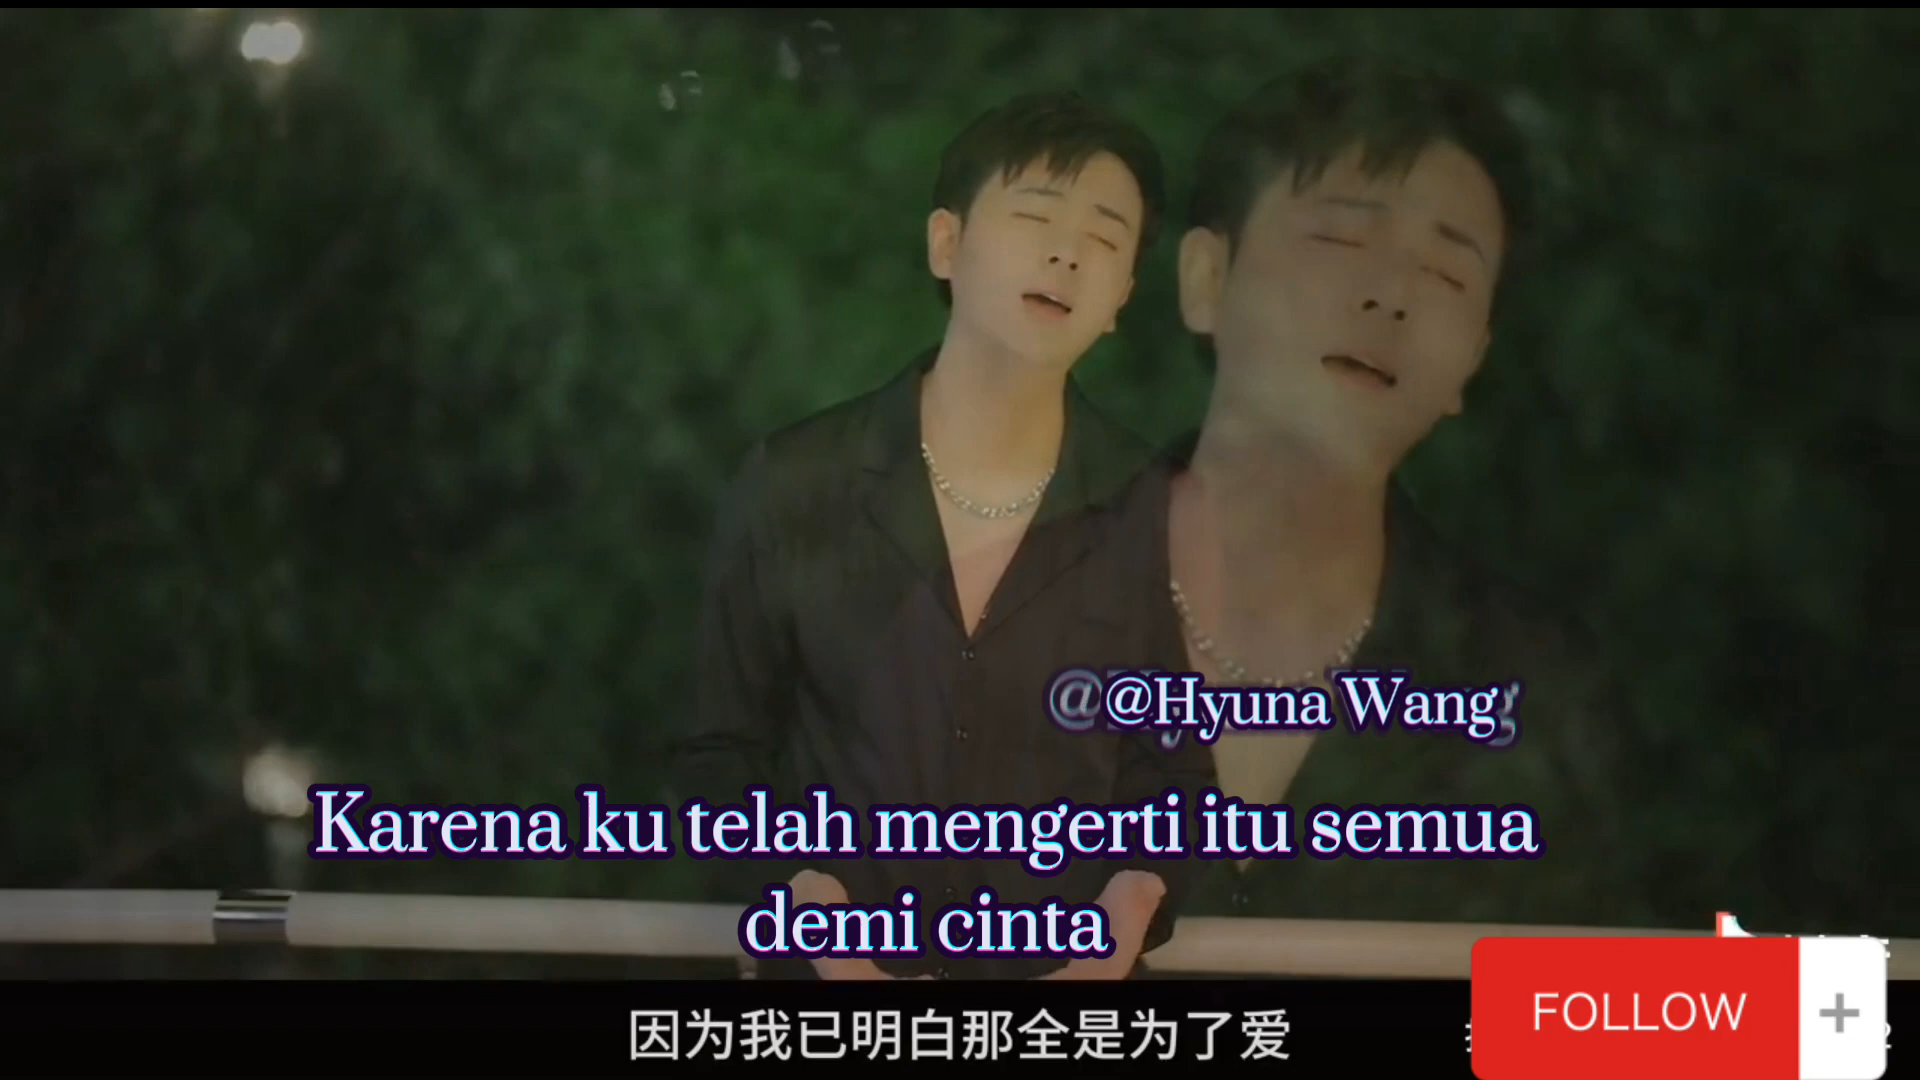 @Hyuna Wang
Karena ku telah mengerti itu semua
demi cinta
因为我已明白那全是为了爱
FOLLOW +